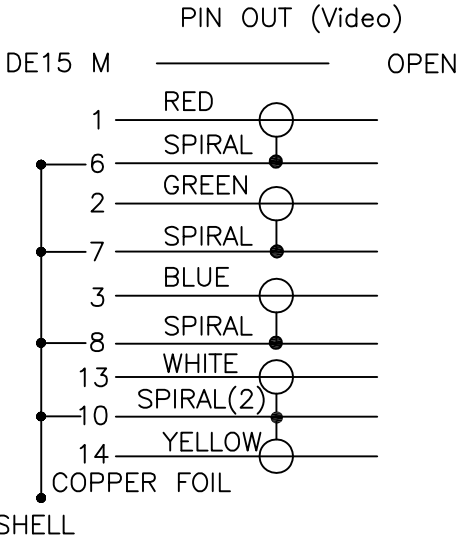 PIN OUT (Video)
DE15 M OPEN
1 RED
6 SPIRAL
2 GREEN
7 SPIRAL
3 BLUE
8 SPIRAL
13 WHITE
10 SPIRAL(2)
14 YELLOW
COPPER FOIL
SHELL